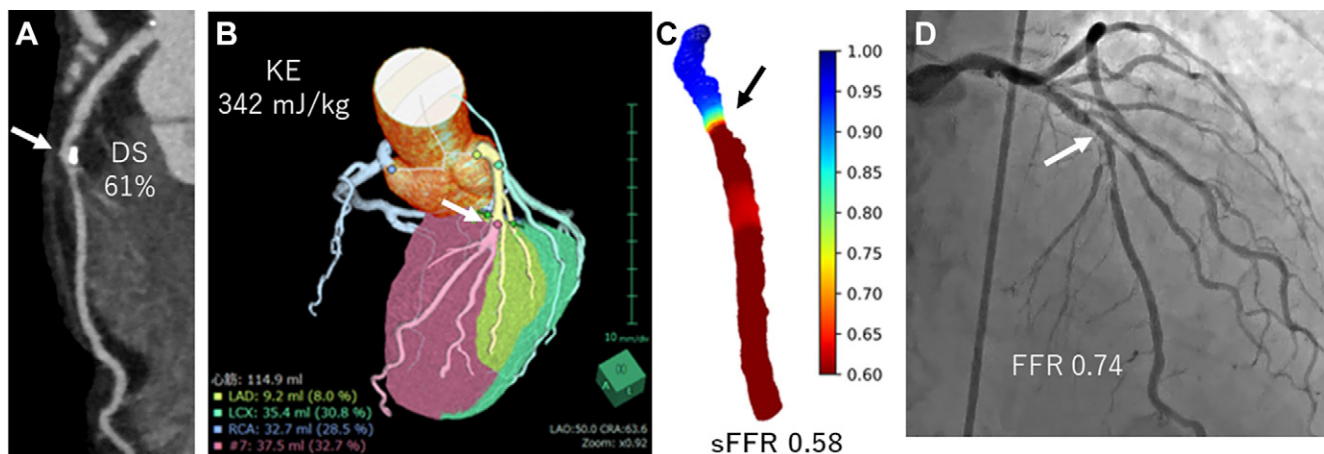 A
DS
61%
B
KE
342 mJ/kg
10 mm/div
心筋: 114.9 ml
LAD: 9.2 ml (8.0 %)
LCX: 35.4 ml (30.8 %)
RCA: 32.7 ml (28.5 %)
#7: 37.5 ml (32.7 %)
LAO:50.0 CRA:63.6
Zoom: x0.92
C
1.00
0.95
0.90
0.85
0.80
0.75
0.70
0.65
0.60
sFFR 0.58
D
FFR 0.74